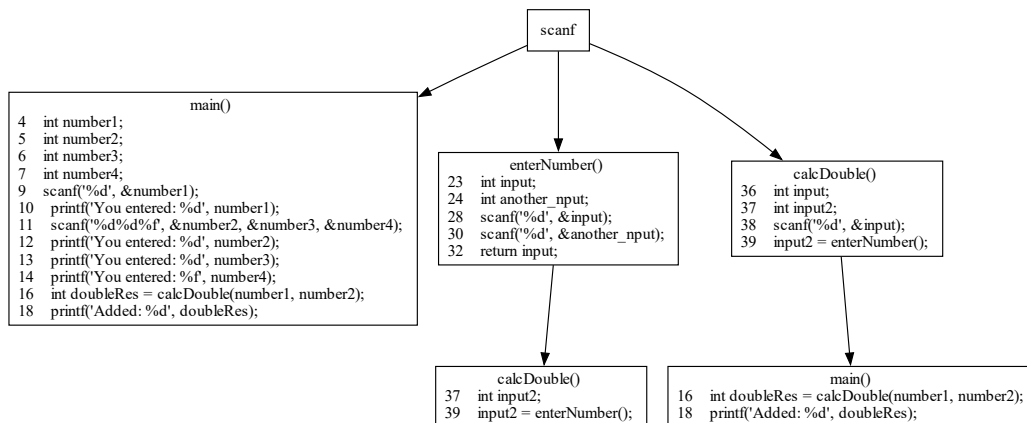 scanf
main()
4 int number1;
5 int number2;
6 int number3;
7 int number4;
9 scanf('%d', &number1);
10 printf('You entered: %d', number1);
11 scanf('%d%d%f', &number2, &number3, &number4);
12 printf('You entered: %d', number2);
13 printf('You entered: %d', number3);
14 printf('You entered: %f', number4);
16 int doubleRes = calcDouble(number1, number2);
18 printf('Added: %d', doubleRes);
enterNumber()
23 int input;
24 int another_nput;
28 scanf('%d', &input);
30 scanf('%d', &another_nput);
32 return input;
calcDouble()
36 int input;
37 int input2;
38 scanf('%d', &input);
39 input2 = enterNumber();
calcDouble()
37 int input2;
39 input2 = enterNumber();
main()
16 int doubleRes = calcDouble(number1, number2);
18 printf('Added: %d', doubleRes);